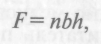 F = nbh,